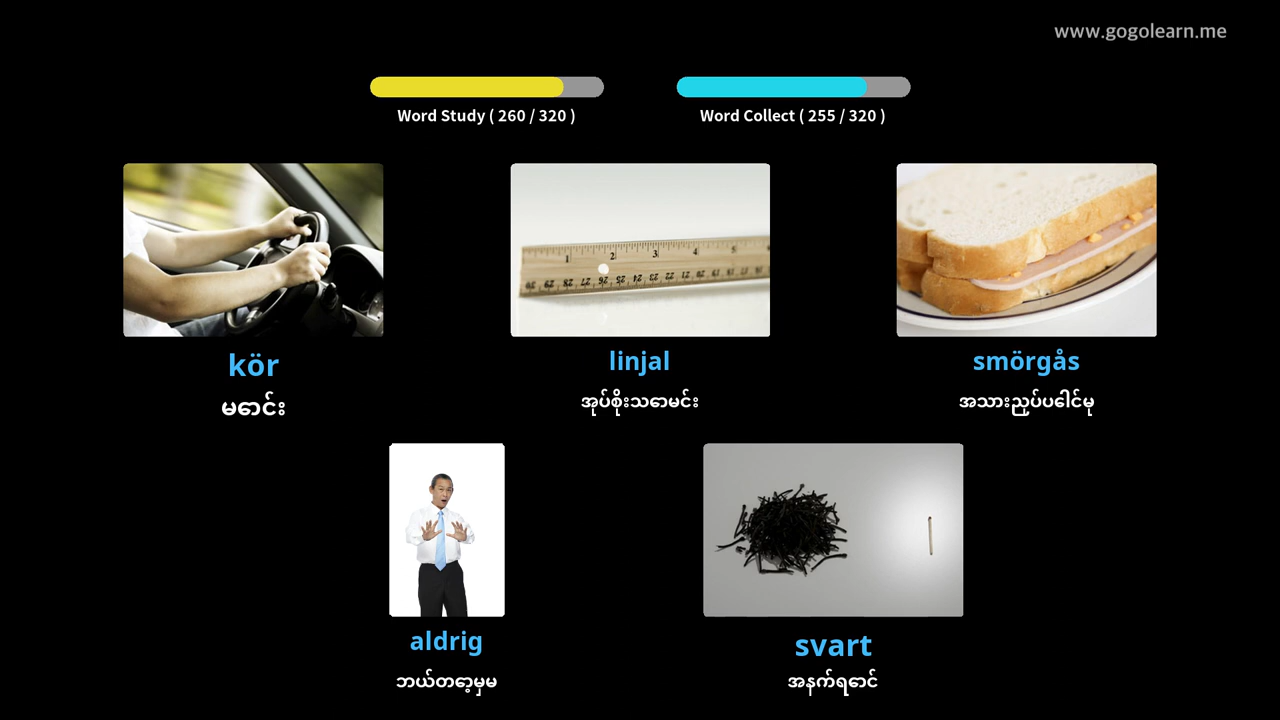 www.gogolearn.me
Word Study ( 260 / 320 )
Word Collect ( 255 / 320 )
kör
linjal
smörgås
မောင်း
အုပ်စိုးသောမင်း
အသားညှပ်ပေါင်မု
aldrig
svart
ဘယ်တော့မှမ
အနက်ရောင်